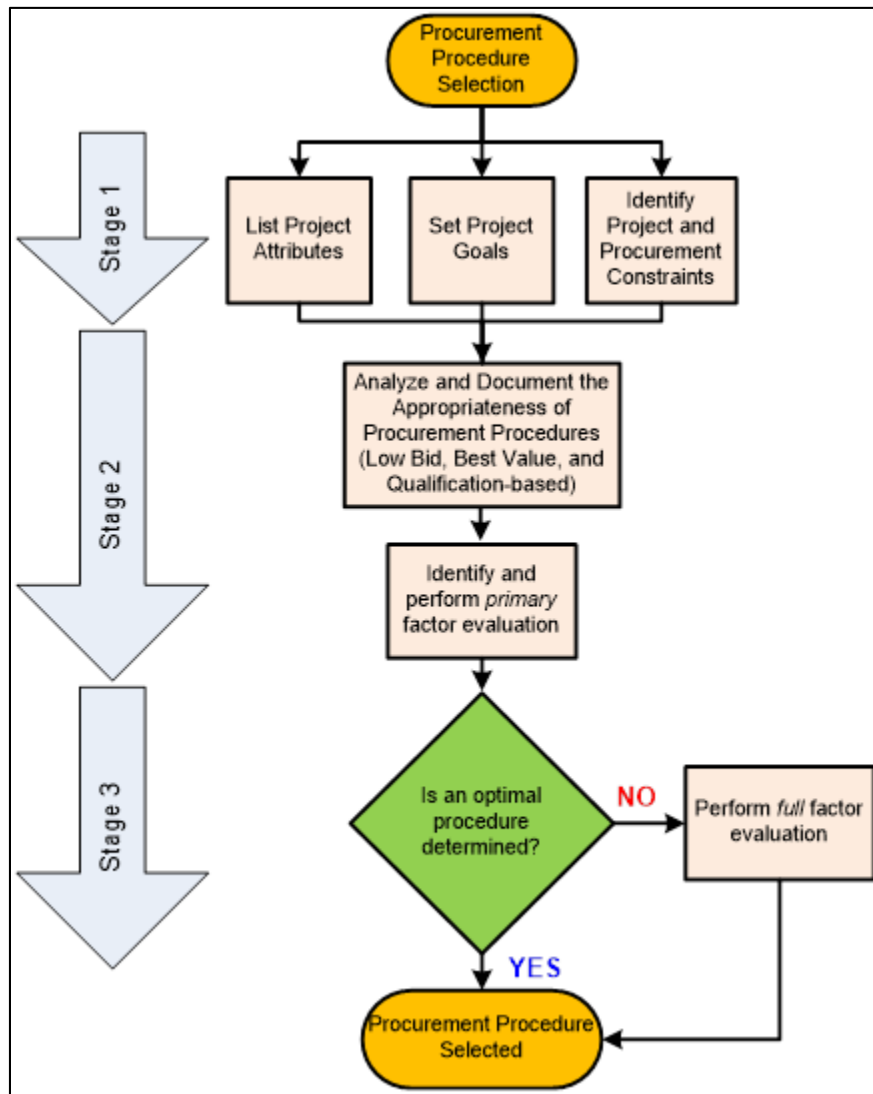 Procurement
Procedure
Selection
Stage 1
List Project
Attributes
Set Project
Goals
Identify
Project and
Procurement
Constraints
Stage 2
Analyze and Document the
Appropriateness of
Procurement Procedures
(Low Bid, Best Value, and
Qualification-based)
Identify and
perform primary
factor evaluation
Stage 3
Is an optimal
procedure
determined?
NO
Perform full factor
evaluation
YES
Procurement Procedure
Selected